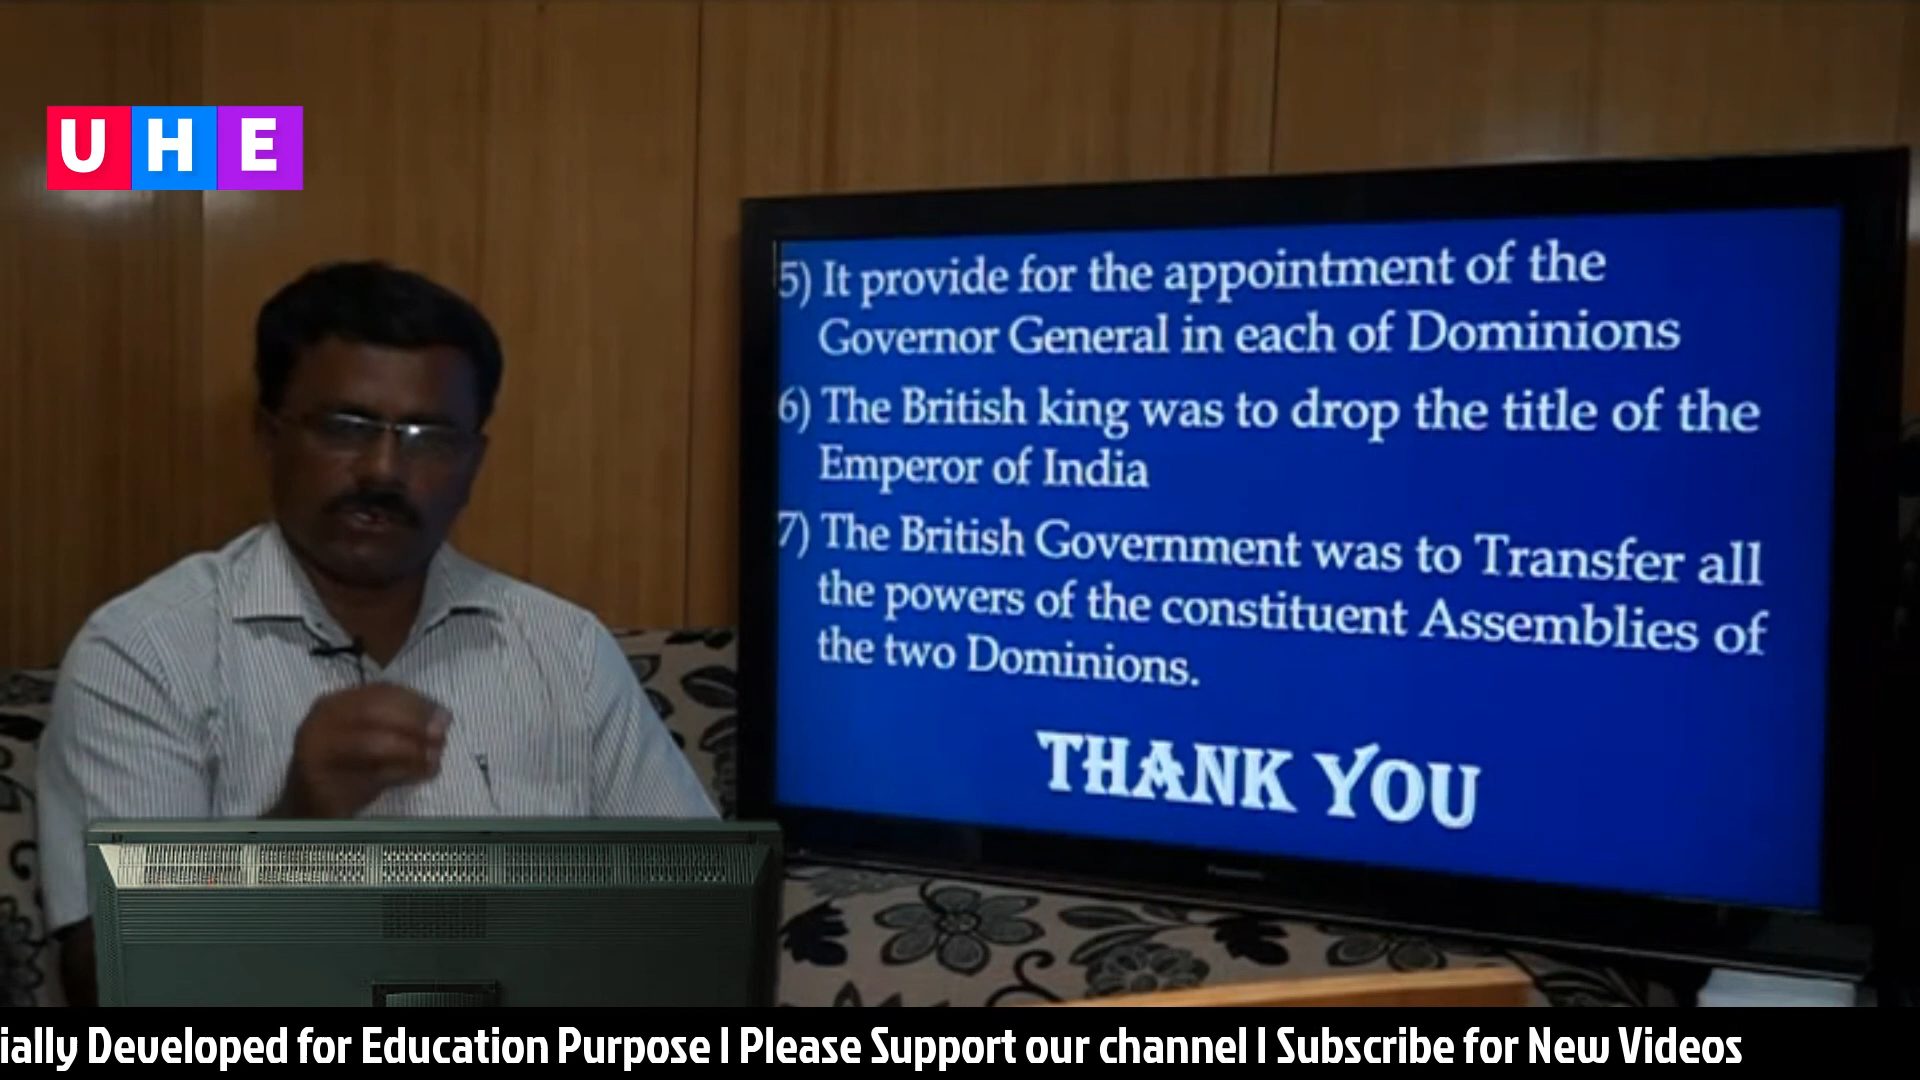 UHE
5) It provide for the appointment of the
Governor General in each of Dominions
6) The British king was to drop the title of the
Emperor of India
7) The British Government was to Transfer all
the powers of the constituent Assemblies of
the two Dominions.
THANK YOU
ially Developed for Education Purpose | Please Support our channel | Subscribe for New Videos